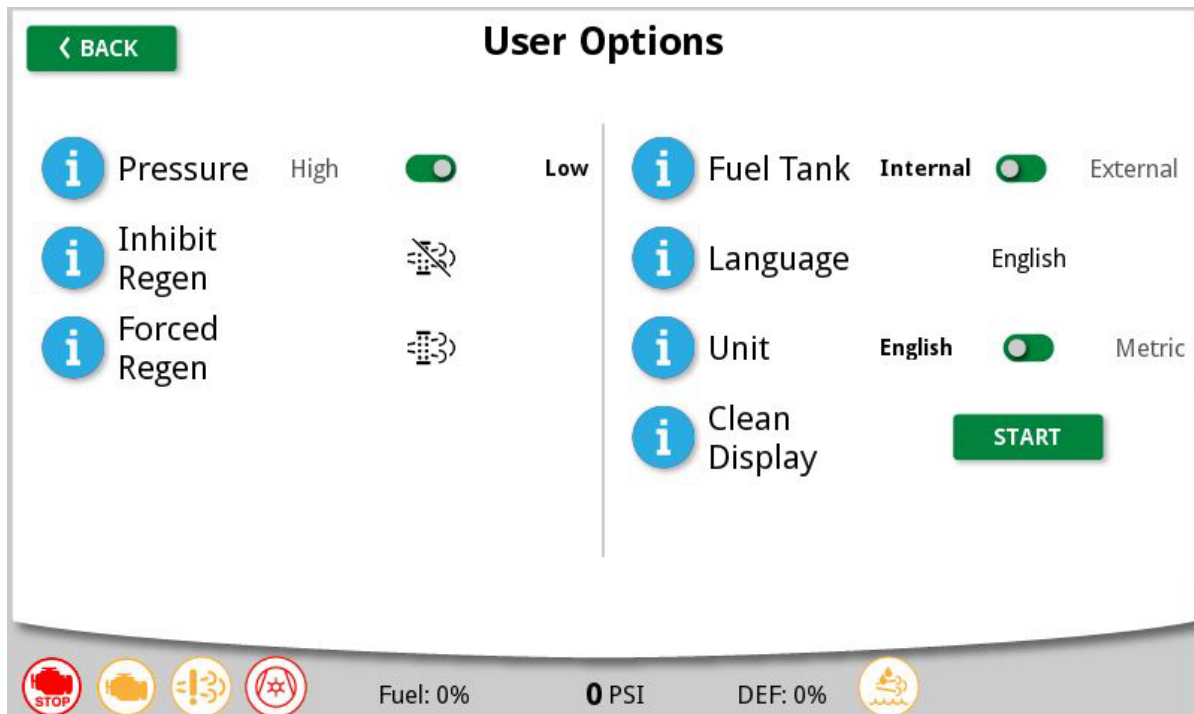 < BACK
User Options
Pressure High Low
Inhibit
Regen
Forced
Regen
Fuel Tank Internal External
Language English
Unit English Metric
Clean
Display
START
STOP
Fuel: 0% 0 PSI DEF: 0%